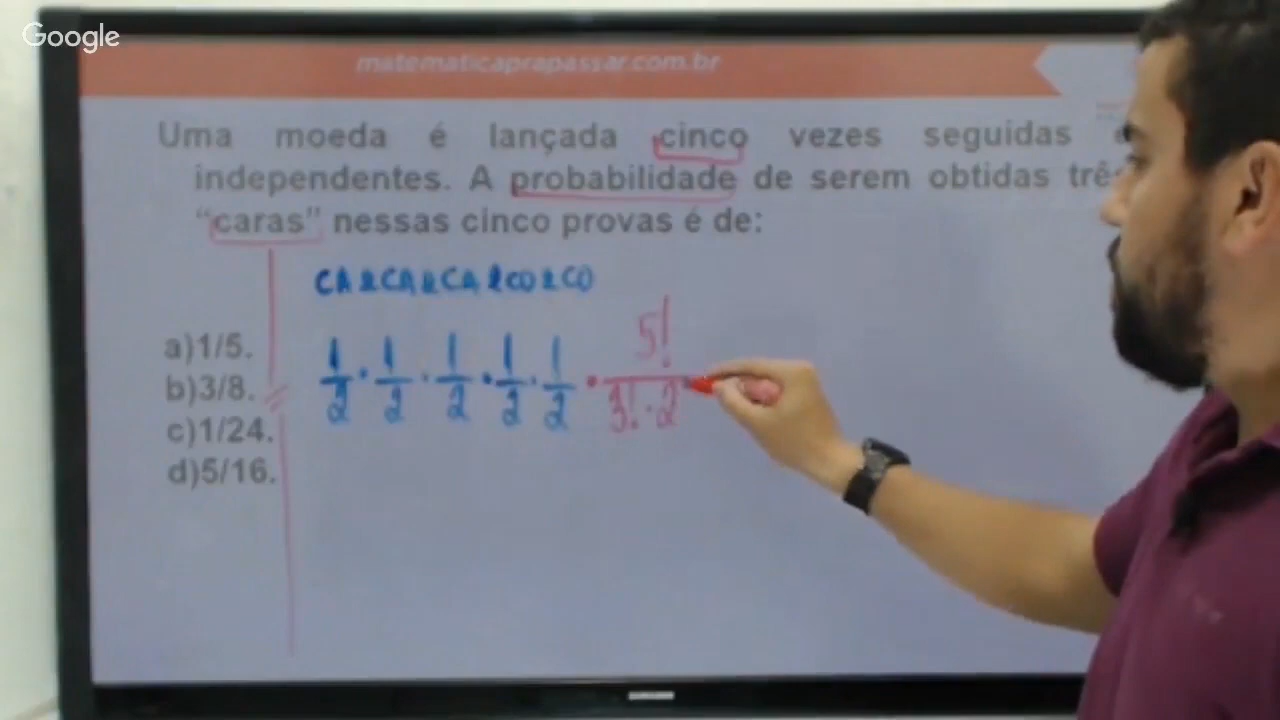 Google
matematicaprapassar.com.br
Uma moeda é lançada cinco vezes seguidas e
independentes. A probabilidade de serem obtidas três
“caras” nessas cinco provas é de:
CA e CA e CA e CO e CO
a)1/5.
b)3/8.
c)1/24.
d)5/16.
1/2 · 1/2 · 1/2 · 1/2 · 1/2 · 5!/3!·2